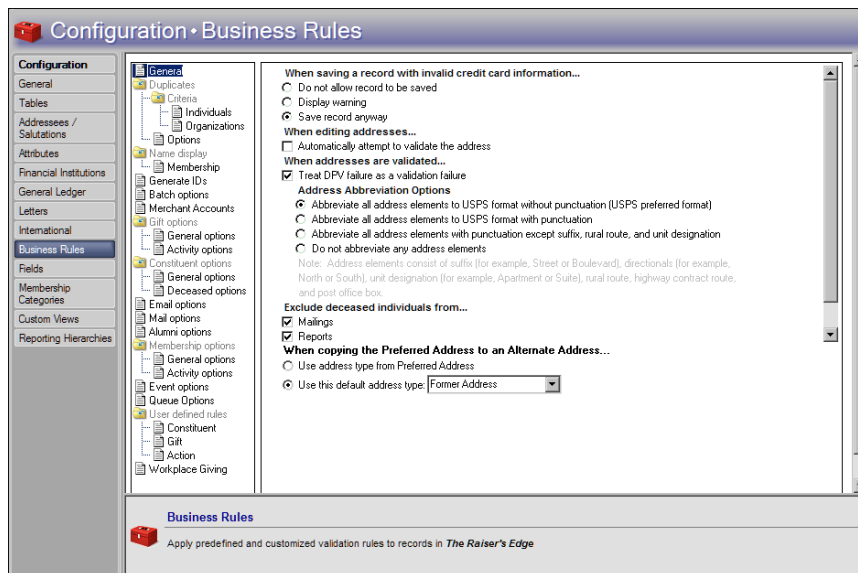 Configuration • Business Rules
Configuration
General
Tables
Addressees /
Salutations
Attributes
Financial Institutions
General Ledger
Letters
International
Business Rules
Fields
Membership
Categories
Custom Views
Reporting Hierarchies
General
Duplicates
Criteria
Individuals
Organizations
Options
Name display
Membership
Generate IDs
Batch options
Merchant Accounts
Gift options
General options
Activity options
Constituent options
General options
Deceased options
Email options
Mail options
Alumni options
Membership options
General options
Activity options
Event options
Queue Options
User defined rules
Constituent
Gift
Action
Workplace Giving
When saving a record with invalid credit card information...
Do not allow record to be saved
Display warning
Save record anyway
When editing addresses...
Automatically attempt to validate the address
When addresses are validated...
Treat DPV failure as a validation failure
Address Abbreviation Options
Abbreviate all address elements to USPS format without punctuation (USPS preferred format)
Abbreviate all address elements to USPS format with punctuation
Abbreviate all address elements with punctuation except suffix, rural route, and unit designation
Do not abbreviate any address elements
Note: Address elements consist of suffix (for example, Street or Boulevard), directionals (for example,
North or South), unit designation (for example, Apartment or Suite), rural route, highway contract route,
and post office box.
Exclude deceased individuals from...
Mailings
Reports
When copying the Preferred Address to an Alternate Address...
Use address type from Preferred Address
Use this default address type: Former Address
Business Rules
Apply predefined and customized validation rules to records in The Raiser's Edge